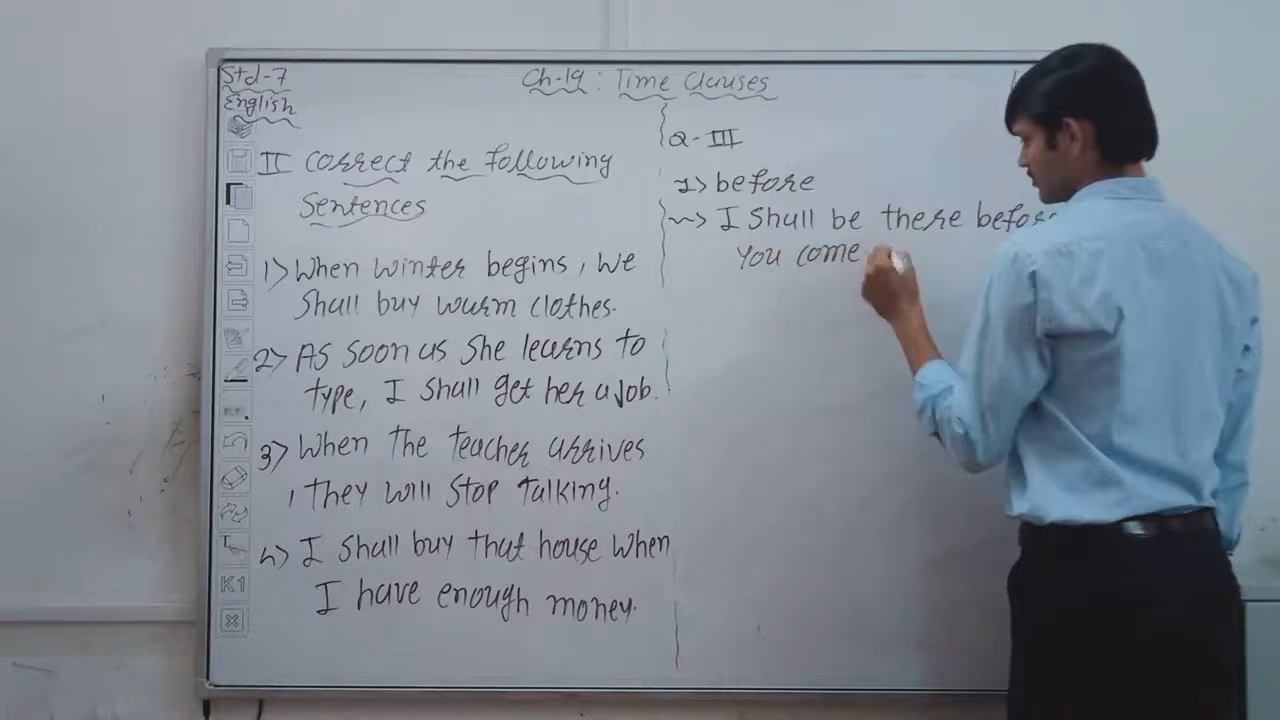 Std-7
English
Ch-19 : Time Clauses
II Correct the following
Sentences
1) When winter begins, we
shall buy warm clothes.
2) As soon as she learns to
type, I shall get her a job.
3) When the teacher arrives
, they will stop talking.
4) I shall buy that house when
I have enough money.
Q-III
1) before
I shall be there before
you come
T
K1